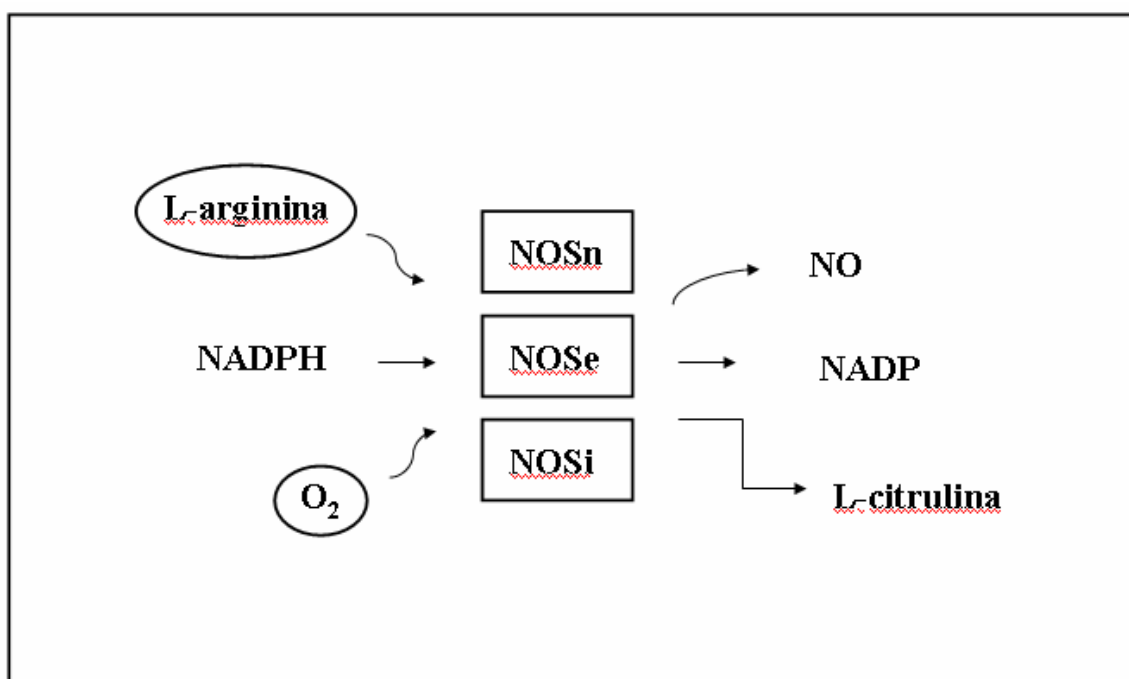 L-arginina
NADPH
O₂
NOSn
NOSe
NOSi
NO
NADP
L-citrulina